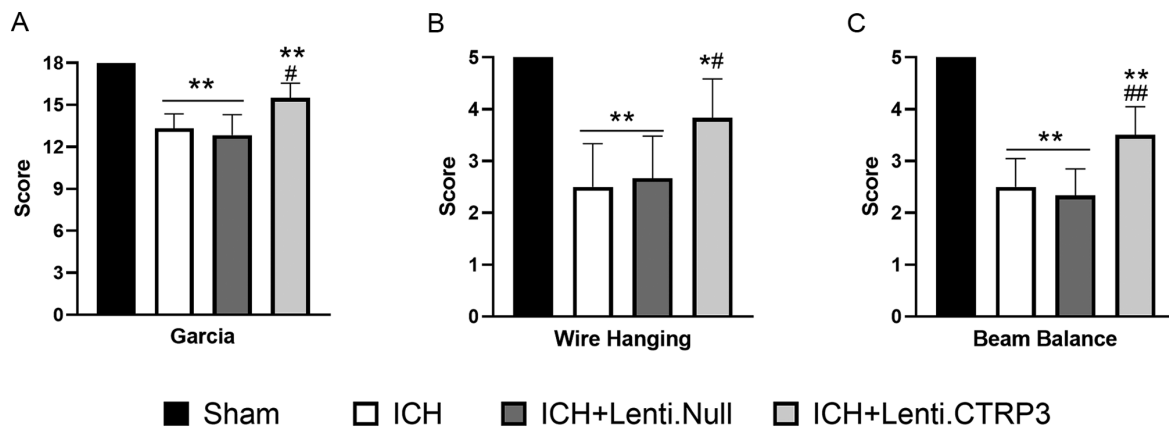 A
Score
18
15
12
9
6
3
0
**
**
#
Garcia
B
Score
5
4
3
2
1
0
**
*#
Wire Hanging
C
Score
5
4
3
2
1
0
**
**
##
Beam Balance
Sham ICH ICH+Lenti.Null ICH+Lenti.CTRP3